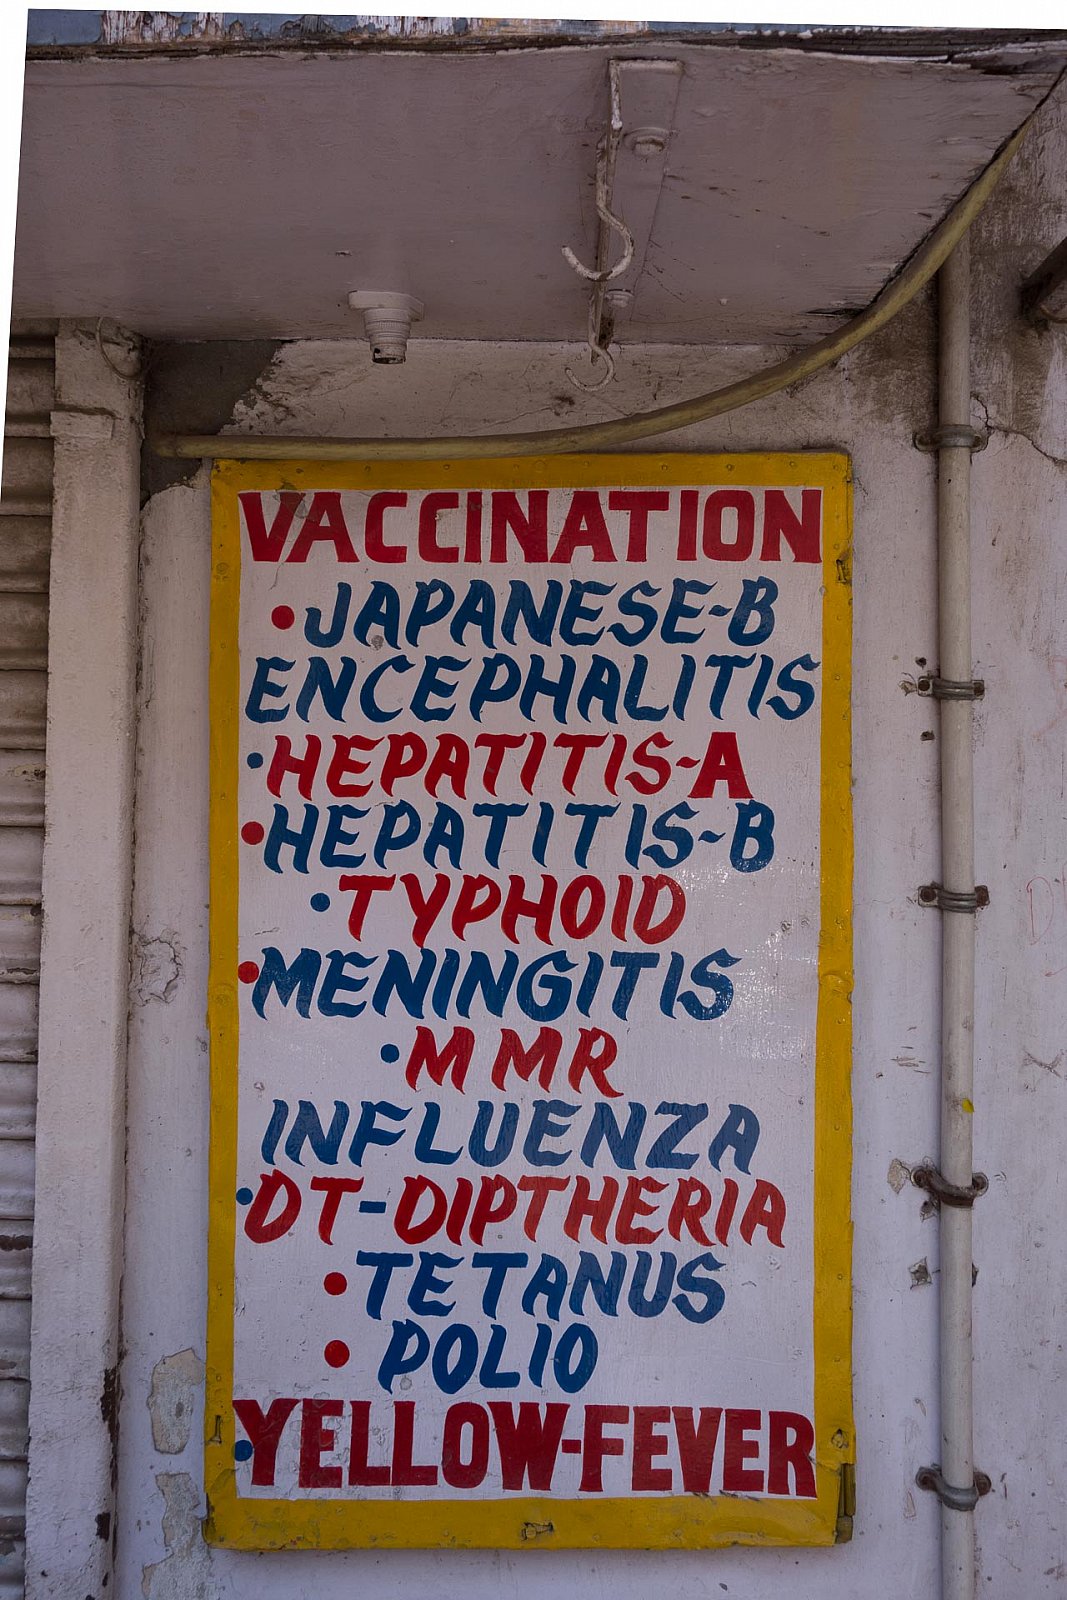 VACCINATION
•JAPANESE-B
ENCEPHALITIS
•HEPATITIS-A
•HEPATITIS-B
•TYPHOID
•MENINGITIS
•MMR
INFLUENZA
•DT-DIPTHERIA
•TETANUS
•POLIO
•YELLOW-FEVER